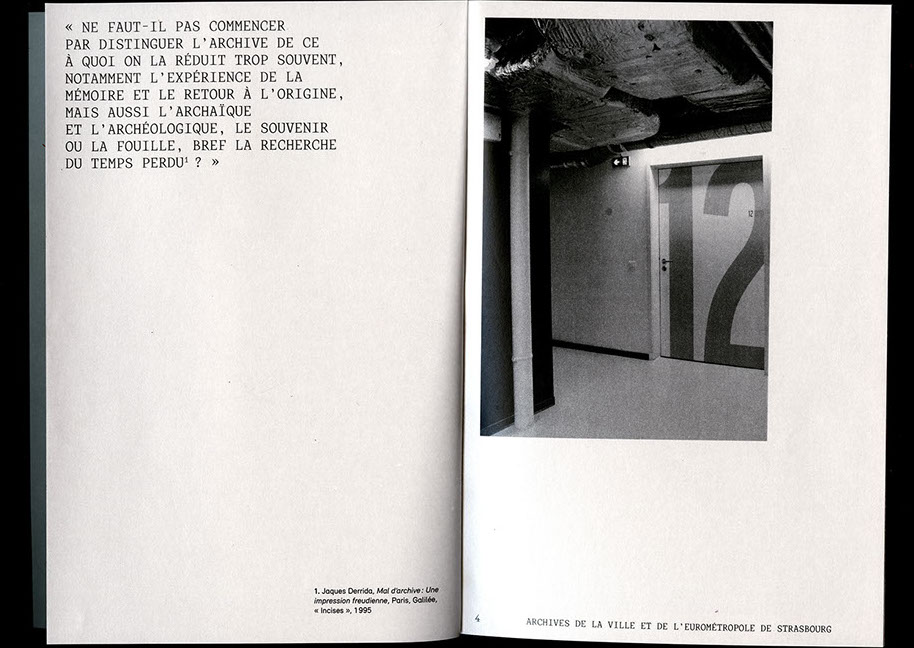 « NE FAUT-IL PAS COMMENCER
PAR DISTINGUER L'ARCHIVE DE CE
À QUOI ON LA RÉDUIT TROP SOUVENT,
NOTAMMENT L'EXPÉRIENCE DE LA
MÉMOIRE ET LE RETOUR À L'ORIGINE,
MAIS AUSSI L'ARCHAÏQUE
ET L'ARCHÉOLOGIQUE, LE SOUVENIR
OU LA FOUILLE, BREF LA RECHERCHE
DU TEMPS PERDU¹ ? »
1. Jaques Derrida, Mal d'archive : Une
impression freudienne, Paris, Galilée,
« Incises », 1995
12
12
4
ARCHIVES DE LA VILLE ET DE L'EUROMÉTROPOLE DE STRASBOURG